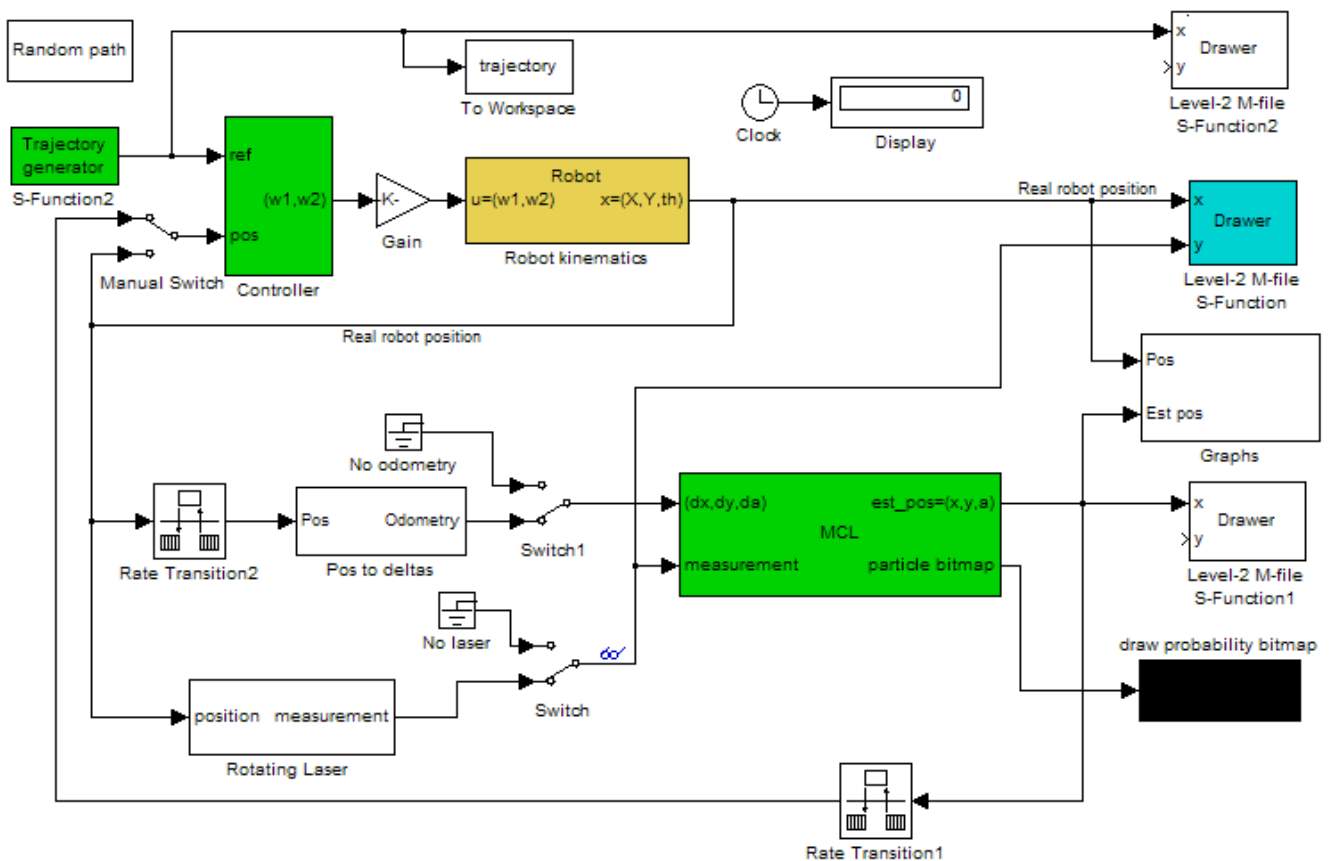 Random path
trajectory
To Workspace
Clock
0
Display
x
Drawer
y
Level-2 M-file
S-Function2
Trajectory
generator
S-Function2
ref
(w1,w2)
pos
Controller
Manual Switch
K-
Gain
Robot
u=(w1,w2)
x=(X,Y,th)
Robot kinematics
Real robot position
x
Drawer
y
Level-2 M-file
S-Function
Real robot position
Pos
Est pos
Graphs
No odometry
Rate Transition2
Pos
Odometry
Pos to deltas
Switch1
(dx,dy,da)
est_pos=(x,y,a)
MCL
measurement
particle bitmap
x
Drawer
y
Level-2 M-file
S-Function1
No laser
Switch
position
measurement
Rotating Laser
draw probability bitmap
Rate Transition1